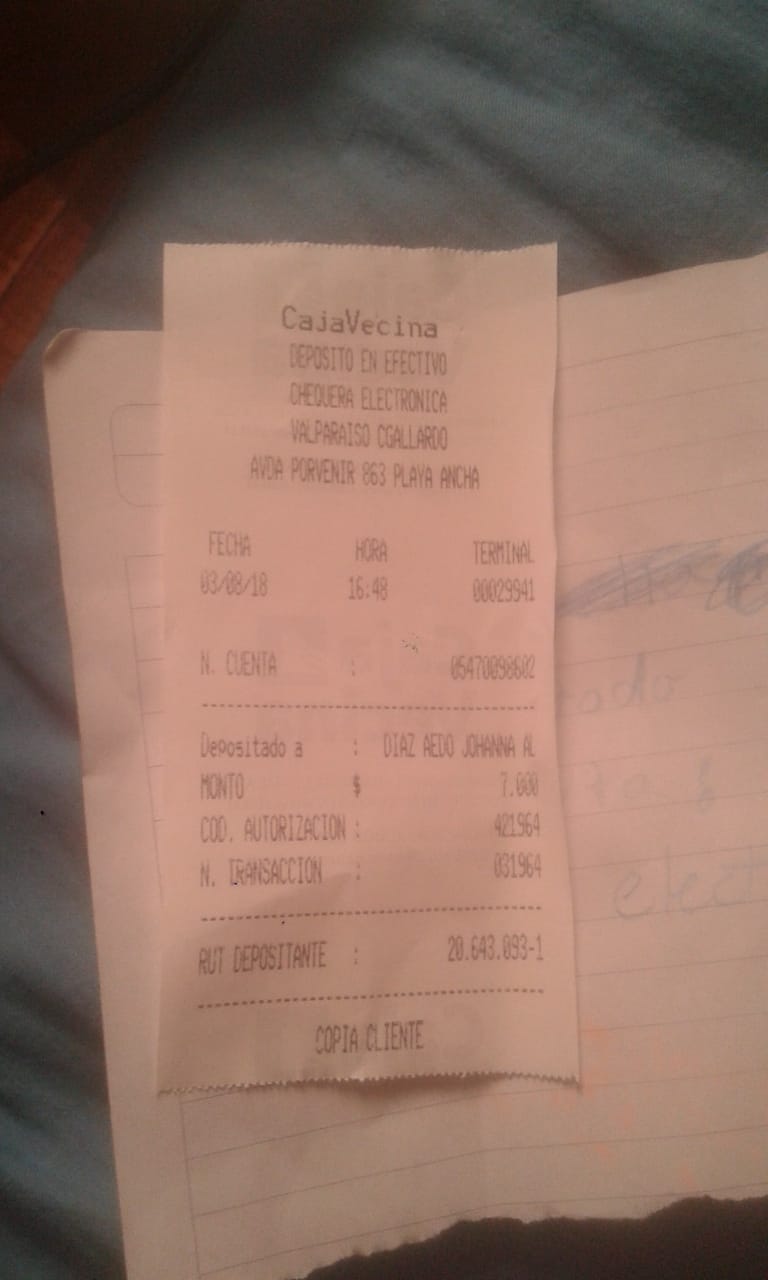 CajaVecina
DEPOSITO EN EFECTIVO
CHEQUERA ELECTRONICA
VALPARAISO CGALLARDO
AVDA PORVENIR 863 PLAYA ANCHA
FECHA HORA TERMINAL
03/08/18 16:48 00029941
N. CUENTA : 05470098602
Depositado a : DIAZ AEDO JOHANNA AL
MONTO $ 7.000
COD. AUTORIZACION : 421964
N. TRANSACCION : 031964
RUT DEPOSITANTE : 20.643.093-1
COPIA CLIENTE